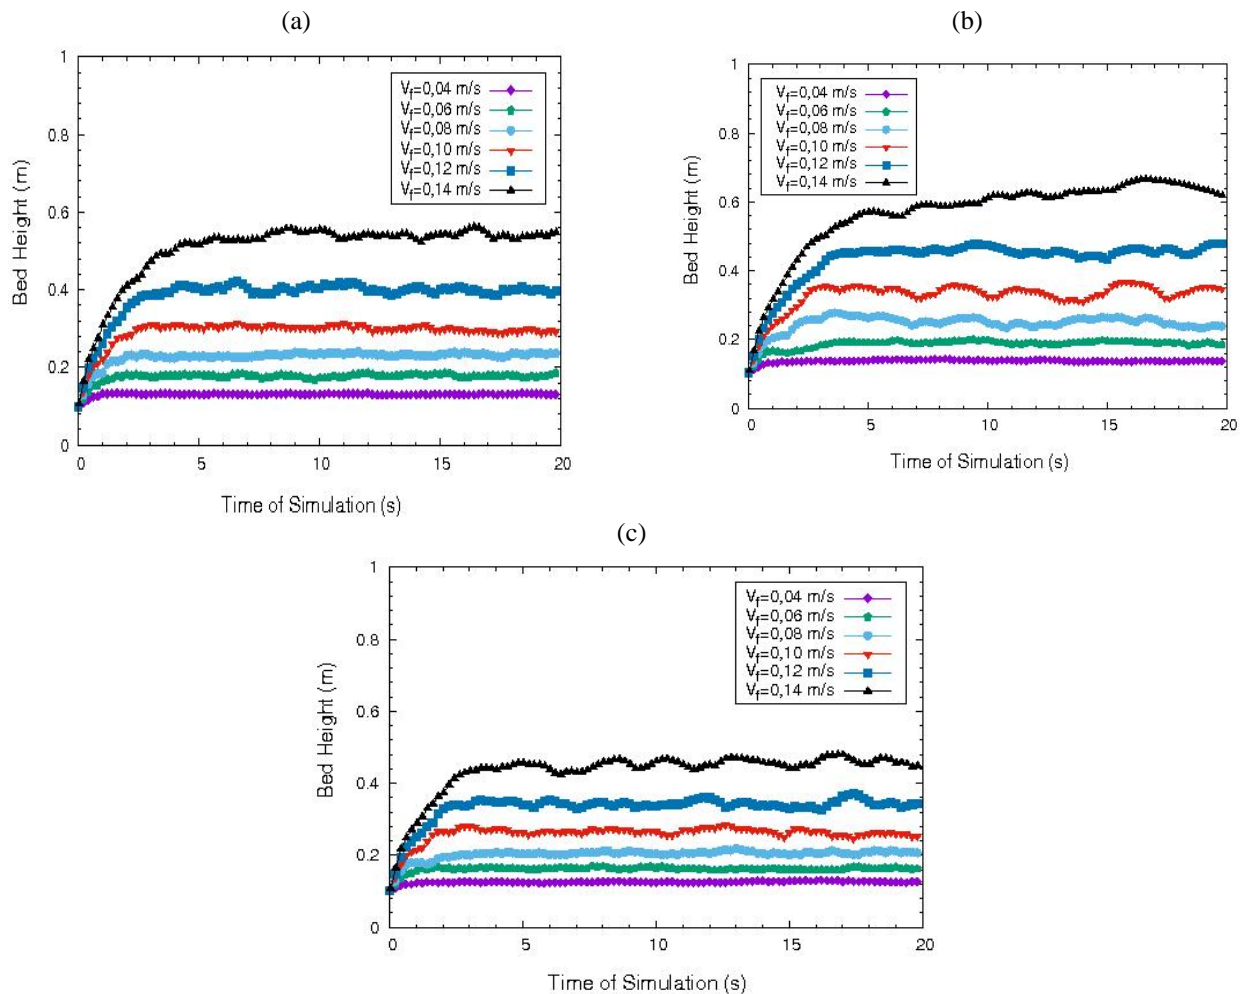 (a)
1
0.8
0.6
0.4
0.2
0
Bed Height (m)
V_f=0,04 m/s
V_f=0,06 m/s
V_f=0,08 m/s
V_f=0,10 m/s
V_f=0,12 m/s
V_f=0,14 m/s
0 5 10 15 20
Time of Simulation (s)
(b)
1
0.8
0.6
0.4
0.2
0
Bed Height (m)
V_f=0,04 m/s
V_f=0,06 m/s
V_f=0,08 m/s
V_f=0,10 m/s
V_f=0,12 m/s
V_f=0,14 m/s
0 5 10 15 20
Time of Simulation (s)
(c)
1
0.8
0.6
0.4
0.2
0
Bed Height (m)
V_f=0,04 m/s
V_f=0,06 m/s
V_f=0,08 m/s
V_f=0,10 m/s
V_f=0,12 m/s
V_f=0,14 m/s
0 5 10 15 20
Time of Simulation (s)